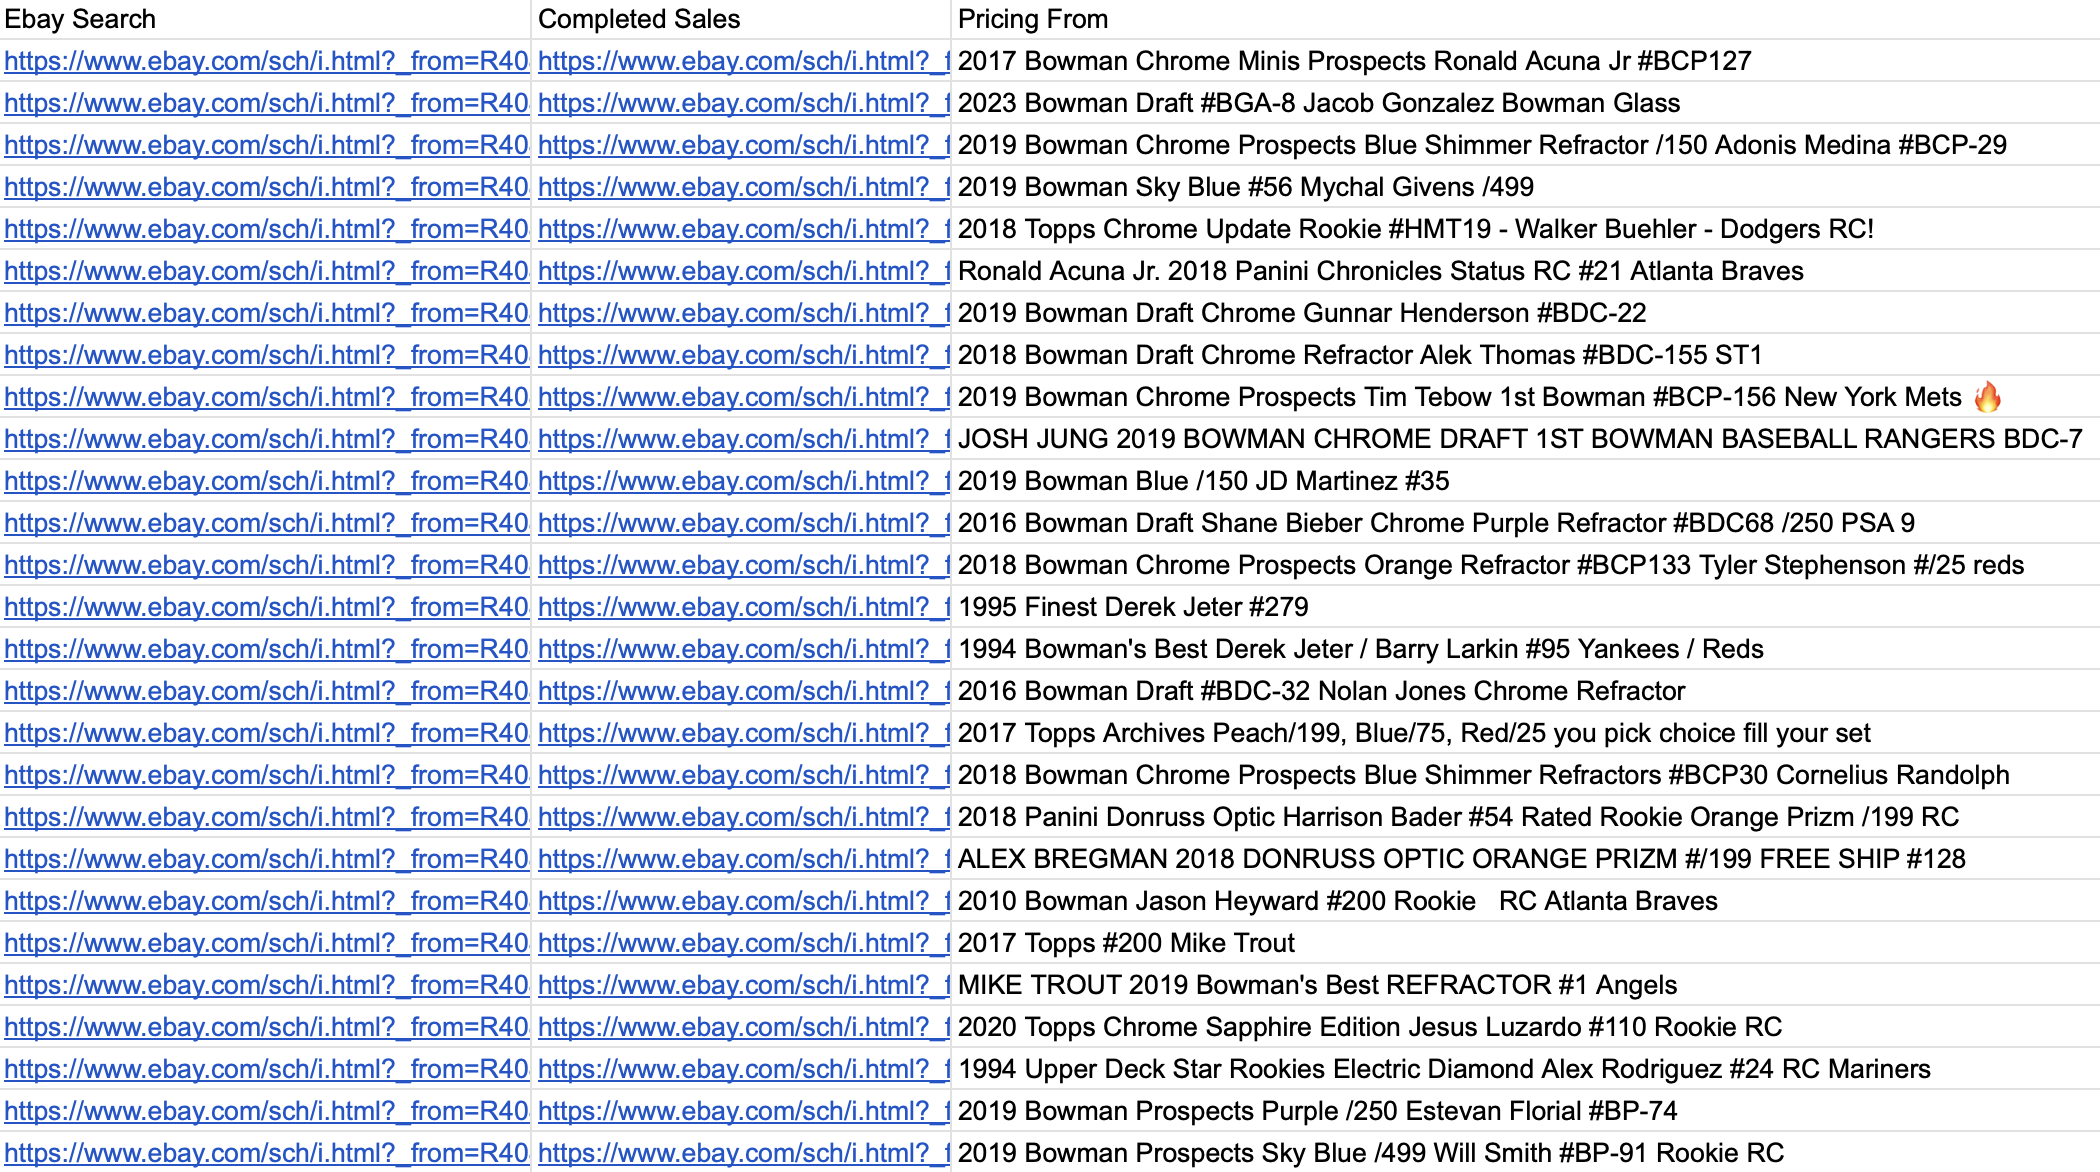 Ebay Search Completed Sales Pricing From
https://www.ebay.com/sch/i.html?_from=R40 https://www.ebay.com/sch/i.html?_f 2017 Bowman Chrome Minis Prospects Ronald Acuna Jr #BCP127
https://www.ebay.com/sch/i.html?_from=R40 https://www.ebay.com/sch/i.html?_f 2023 Bowman Draft #BGA-8 Jacob Gonzalez Bowman Glass
https://www.ebay.com/sch/i.html?_from=R40 https://www.ebay.com/sch/i.html?_f 2019 Bowman Chrome Prospects Blue Shimmer Refractor /150 Adonis Medina #BCP-29
https://www.ebay.com/sch/i.html?_from=R40 https://www.ebay.com/sch/i.html?_f 2019 Bowman Sky Blue #56 Mychal Givens /499
https://www.ebay.com/sch/i.html?_from=R40 https://www.ebay.com/sch/i.html?_f 2018 Topps Chrome Update Rookie #HMT19 - Walker Buehler - Dodgers RC!
https://www.ebay.com/sch/i.html?_from=R40 https://www.ebay.com/sch/i.html?_f Ronald Acuna Jr. 2018 Panini Chronicles Status RC #21 Atlanta Braves
https://www.ebay.com/sch/i.html?_from=R40 https://www.ebay.com/sch/i.html?_f 2019 Bowman Draft Chrome Gunnar Henderson #BDC-22
https://www.ebay.com/sch/i.html?_from=R40 https://www.ebay.com/sch/i.html?_f 2018 Bowman Draft Chrome Refractor Alek Thomas #BDC-155 ST1
https://www.ebay.com/sch/i.html?_from=R40 https://www.ebay.com/sch/i.html?_f 2019 Bowman Chrome Prospects Tim Tebow 1st Bowman #BCP-156 New York Mets 🔥
https://www.ebay.com/sch/i.html?_from=R40 https://www.ebay.com/sch/i.html?_f JOSH JUNG 2019 BOWMAN CHROME DRAFT 1ST BOWMAN BASEBALL RANGERS BDC-7
https://www.ebay.com/sch/i.html?_from=R40 https://www.ebay.com/sch/i.html?_f 2019 Bowman Blue /150 JD Martinez #35
https://www.ebay.com/sch/i.html?_from=R40 https://www.ebay.com/sch/i.html?_f 2016 Bowman Draft Shane Bieber Chrome Purple Refractor #BDC68 /250 PSA 9
https://www.ebay.com/sch/i.html?_from=R40 https://www.ebay.com/sch/i.html?_f 2018 Bowman Chrome Prospects Orange Refractor #BCP133 Tyler Stephenson #/25 reds
https://www.ebay.com/sch/i.html?_from=R40 https://www.ebay.com/sch/i.html?_f 1995 Finest Derek Jeter #279
https://www.ebay.com/sch/i.html?_from=R40 https://www.ebay.com/sch/i.html?_f 1994 Bowman's Best Derek Jeter / Barry Larkin #95 Yankees / Reds
https://www.ebay.com/sch/i.html?_from=R40 https://www.ebay.com/sch/i.html?_f 2016 Bowman Draft #BDC-32 Nolan Jones Chrome Refractor
https://www.ebay.com/sch/i.html?_from=R40 https://www.ebay.com/sch/i.html?_f 2017 Topps Archives Peach/199, Blue/75, Red/25 you pick choice fill your set
https://www.ebay.com/sch/i.html?_from=R40 https://www.ebay.com/sch/i.html?_f 2018 Bowman Chrome Prospects Blue Shimmer Refractors #BCP30 Cornelius Randolph
https://www.ebay.com/sch/i.html?_from=R40 https://www.ebay.com/sch/i.html?_f 2018 Panini Donruss Optic Harrison Bader #54 Rated Rookie Orange Prizm /199 RC
https://www.ebay.com/sch/i.html?_from=R40 https://www.ebay.com/sch/i.html?_f ALEX BREGMAN 2018 DONRUSS OPTIC ORANGE PRIZM #/199 FREE SHIP #128
https://www.ebay.com/sch/i.html?_from=R40 https://www.ebay.com/sch/i.html?_f 2010 Bowman Jason Heyward #200 Rookie RC Atlanta Braves
https://www.ebay.com/sch/i.html?_from=R40 https://www.ebay.com/sch/i.html?_f 2017 Topps #200 Mike Trout
https://www.ebay.com/sch/i.html?_from=R40 https://www.ebay.com/sch/i.html?_f MIKE TROUT 2019 Bowman's Best REFRACTOR #1 Angels
https://www.ebay.com/sch/i.html?_from=R40 https://www.ebay.com/sch/i.html?_f 2020 Topps Chrome Sapphire Edition Jesus Luzardo #110 Rookie RC
https://www.ebay.com/sch/i.html?_from=R40 https://www.ebay.com/sch/i.html?_f 1994 Upper Deck Star Rookies Electric Diamond Alex Rodriguez #24 RC Mariners
https://www.ebay.com/sch/i.html?_from=R40 https://www.ebay.com/sch/i.html?_f 2019 Bowman Prospects Purple /250 Estevan Florial #BP-74
https://www.ebay.com/sch/i.html?_from=R40 https://www.ebay.com/sch/i.html?_f 2019 Bowman Prospects Sky Blue /499 Will Smith #BP-91 Rookie RC